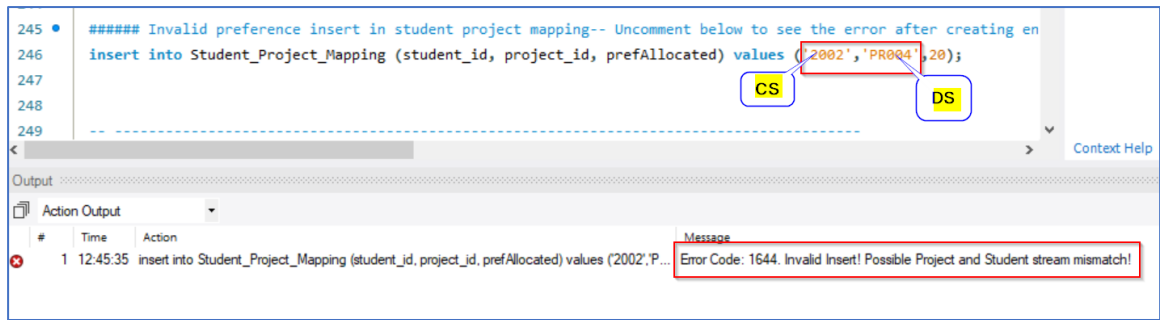 245 ###### Invalid preference insert in student project mapping-- Uncomment below to see the error after creating en
246 insert into Student_Project_Mapping (student_id, project_id, prefAllocated) values ('2002','PR004',20);
247
CS
248
DS
249 -- ----------------------------------------------------------------------------------------
Context Help
Output
Action Output
# Time Action Message
1 12:45:35 insert into Student_Project_Mapping (student_id, project_id, prefAllocated) values ('2002','P... Error Code: 1644. Invalid Insert! Possible Project and Student stream mismatch!